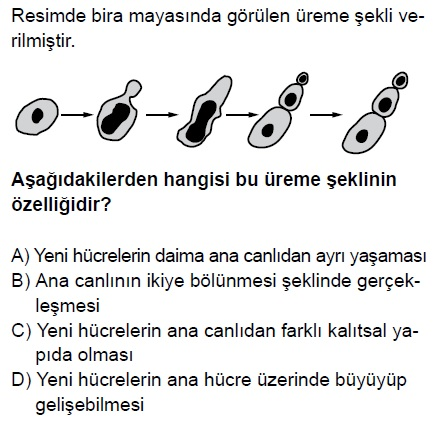 Resimde bira mayasında görülen üreme şekli ve-
rilmiştir.
Aşağıdakilerden hangisi bu üreme şeklinin
özelliğidir?
A) Yeni hücrelerin daima ana canlıdan ayrı yaşaması
B) Ana canlının ikiye bölünmesi şeklinde gerçek-
leşmesi
C) Yeni hücrelerin ana canlıdan farklı kalıtsal ya-
pıda olması
D) Yeni hücrelerin ana hücre üzerinde büyüyüp
gelişebilmesi